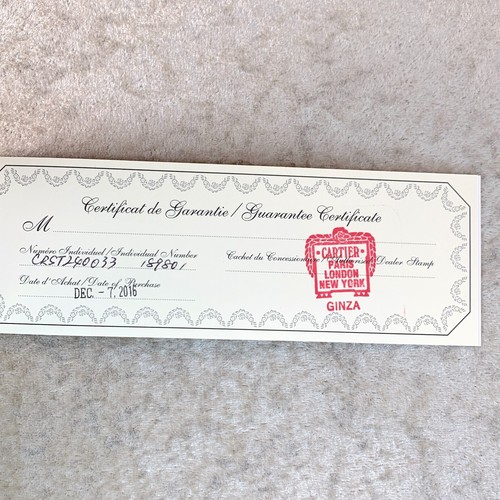 Certificat de Garantie / Guarantee Certificate
M
Numéro Individuel / Individual Number
CRST240033 159801
Date d'Achat / Date of Purchase
DEC. -7, 2016
Cachet du Concessionnaire / Dealer Stamp
CARTIER
PARIS
LONDON
NEW YORK
GINZA